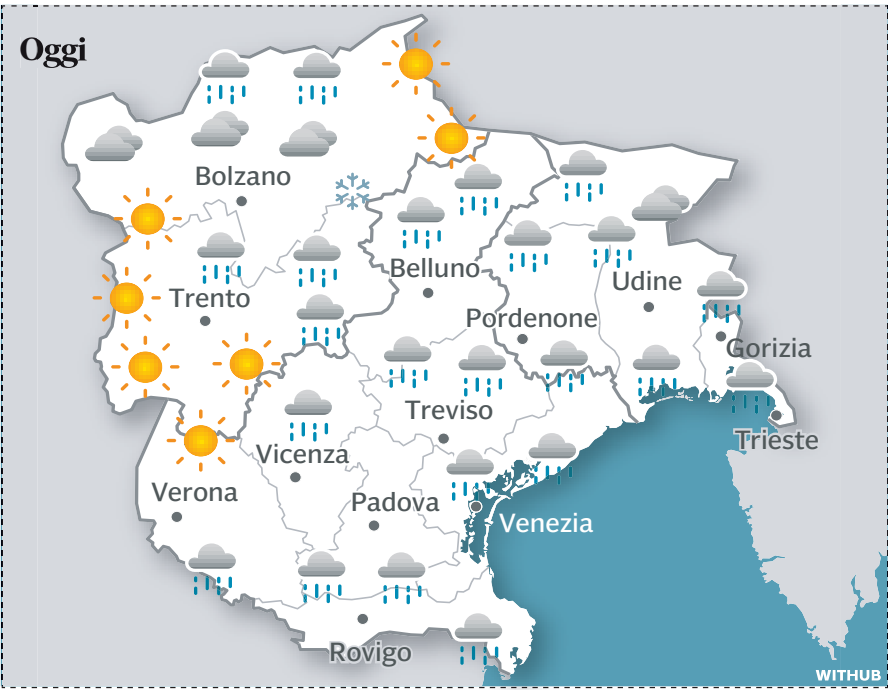 Oggi
Bolzano
Belluno
Trento
Udine
Pordenone
Gorizia
Treviso
Trieste
Vicenza
Verona
Padova
Venezia
Rovigo
WITHUB